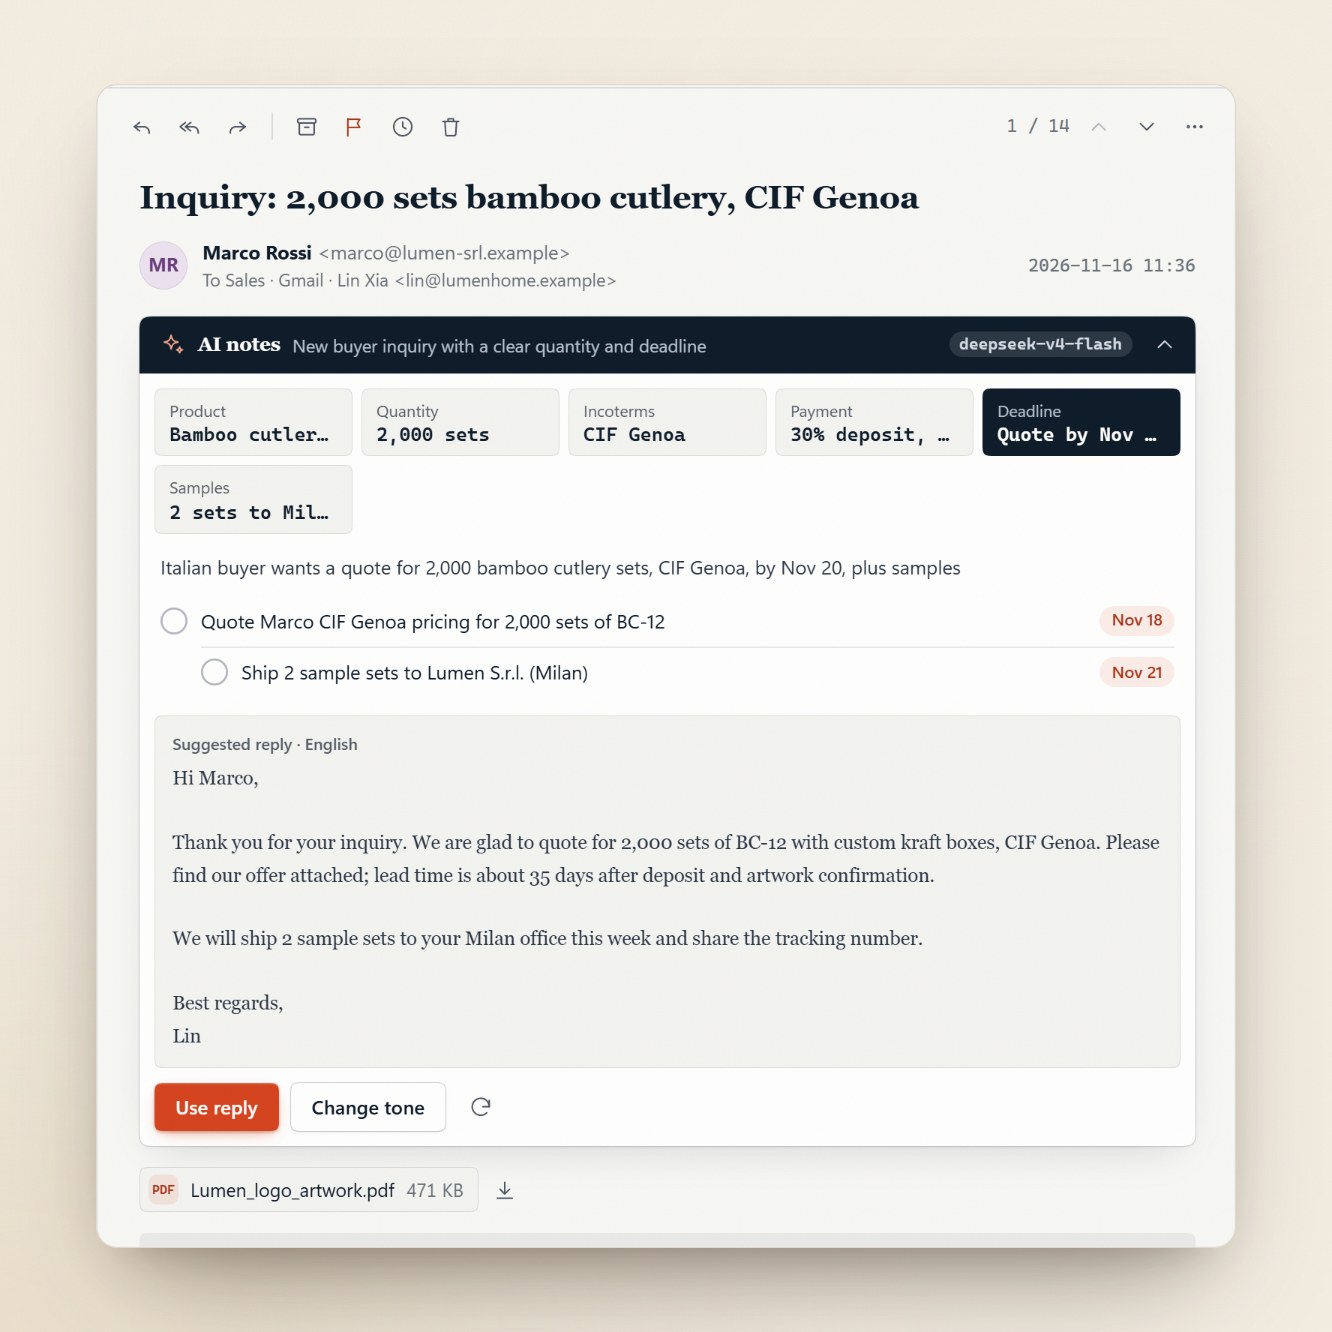 1 / 14
Inquiry: 2,000 sets bamboo cutlery, CIF Genoa
MR
Marco Rossi <marco@lumen-srl.example>
To Sales · Gmail · Lin Xia <lin@lumenhome.example>
2026-11-16 11:36
AI notes New buyer inquiry with a clear quantity and deadline
deepseek-v4-flash
Product
Bamboo cutler…
Quantity
2,000 sets
Incoterms
CIF Genoa
Payment
30% deposit, …
Deadline
Quote by Nov …
Samples
2 sets to Mil…
Italian buyer wants a quote for 2,000 bamboo cutlery sets, CIF Genoa, by Nov 20, plus samples
Quote Marco CIF Genoa pricing for 2,000 sets of BC-12
Nov 18
Ship 2 sample sets to Lumen S.r.l. (Milan)
Nov 21
Suggested reply · English
Hi Marco,
Thank you for your inquiry. We are glad to quote for 2,000 sets of BC-12 with custom kraft boxes, CIF Genoa. Please
find our offer attached; lead time is about 35 days after deposit and artwork confirmation.
We will ship 2 sample sets to your Milan office this week and share the tracking number.
Best regards,
Lin
Use reply
Change tone
PDF Lumen_logo_artwork.pdf 471 KB